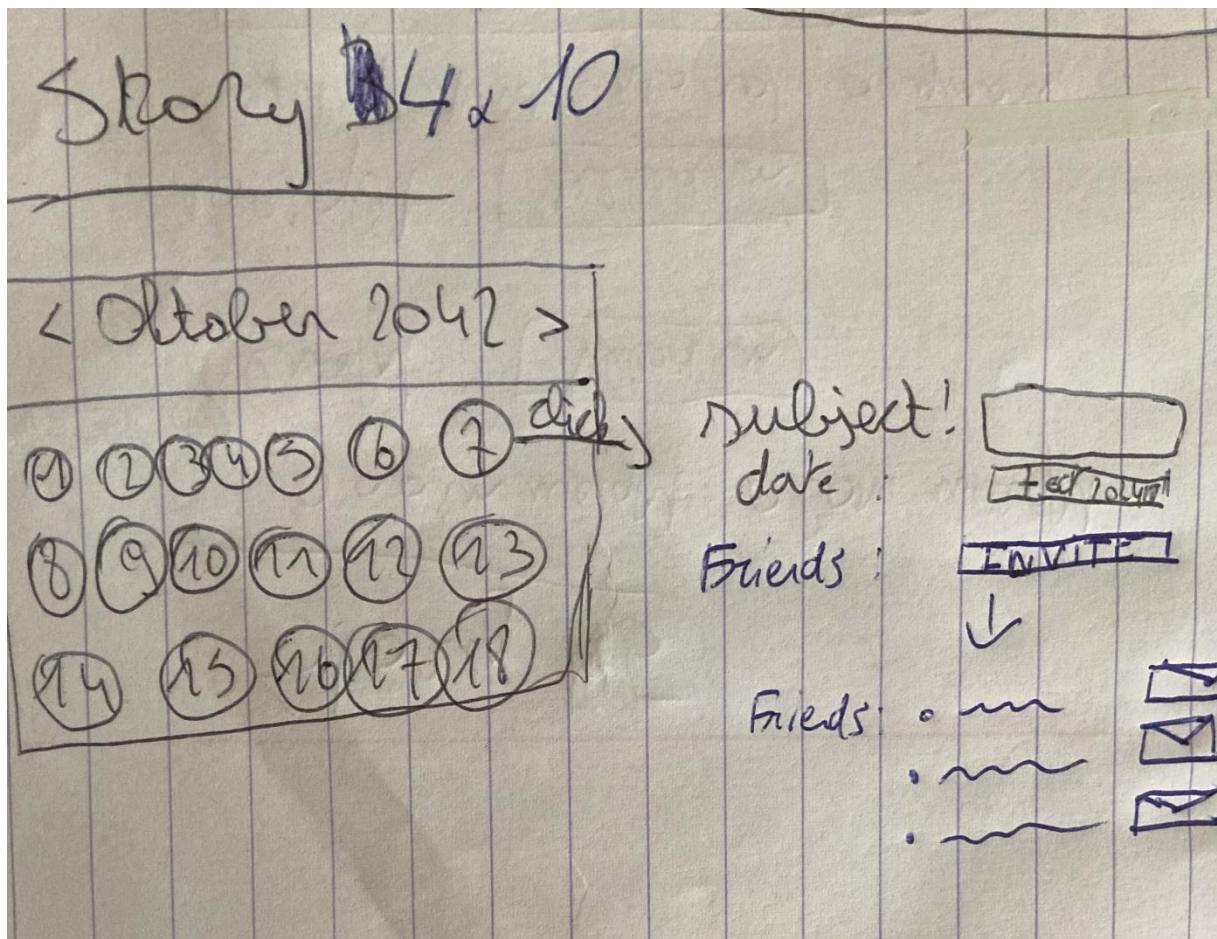 Story 4 & 10
< Oktober 2042 >
1 2 3 4 5 6 7 click
8 9 10 11 12 13
14 15 16 17 18
subject:
date :
Friends : INVITE
Friends: